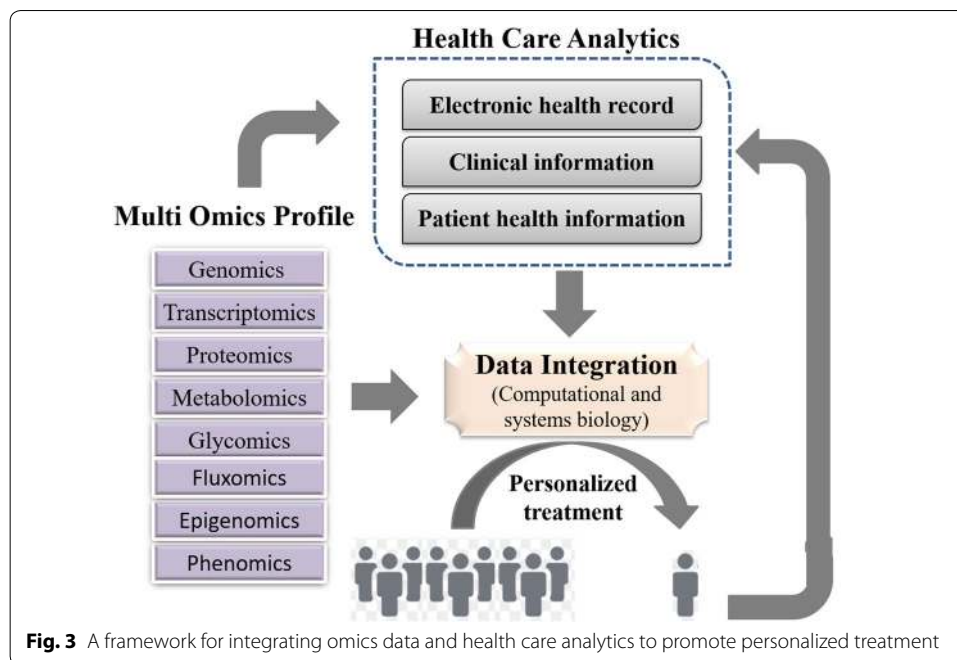 Health Care Analytics
Electronic health record
Clinical information
Patient health information
Multi Omics Profile
Genomics
Transcriptomics
Proteomics
Metabolomics
Glycomics
Fluxomics
Epigenomics
Phenomics
Data Integration
(Computational and
systems biology)
Personalized
treatment
Fig. 3 A framework for integrating omics data and health care analytics to promote personalized treatment